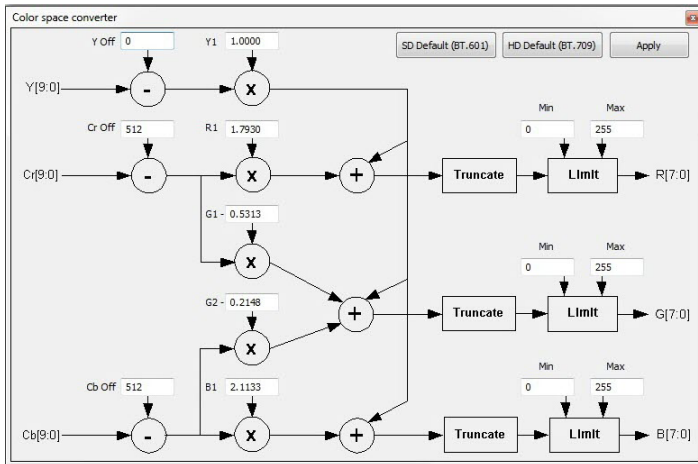 Color space converter
x
Y Off 0 Y1 1.0000 SD Default (BT.601) HD Default (BT.709) Apply
Y[9:0] - X
Min Max
Cr Off 512 R1 1.7930 0 255
Cr[9:0] - X + Truncate Limit R[7:0]
G1 - 0.5313
Min Max
X 0 255
G2 - 0.2148
+ Truncate Limit G[7:0]
X
Min Max
Cb Off 512 B1 2.1133 0 255
Cb[9:0] - X + Truncate Limit B[7:0]